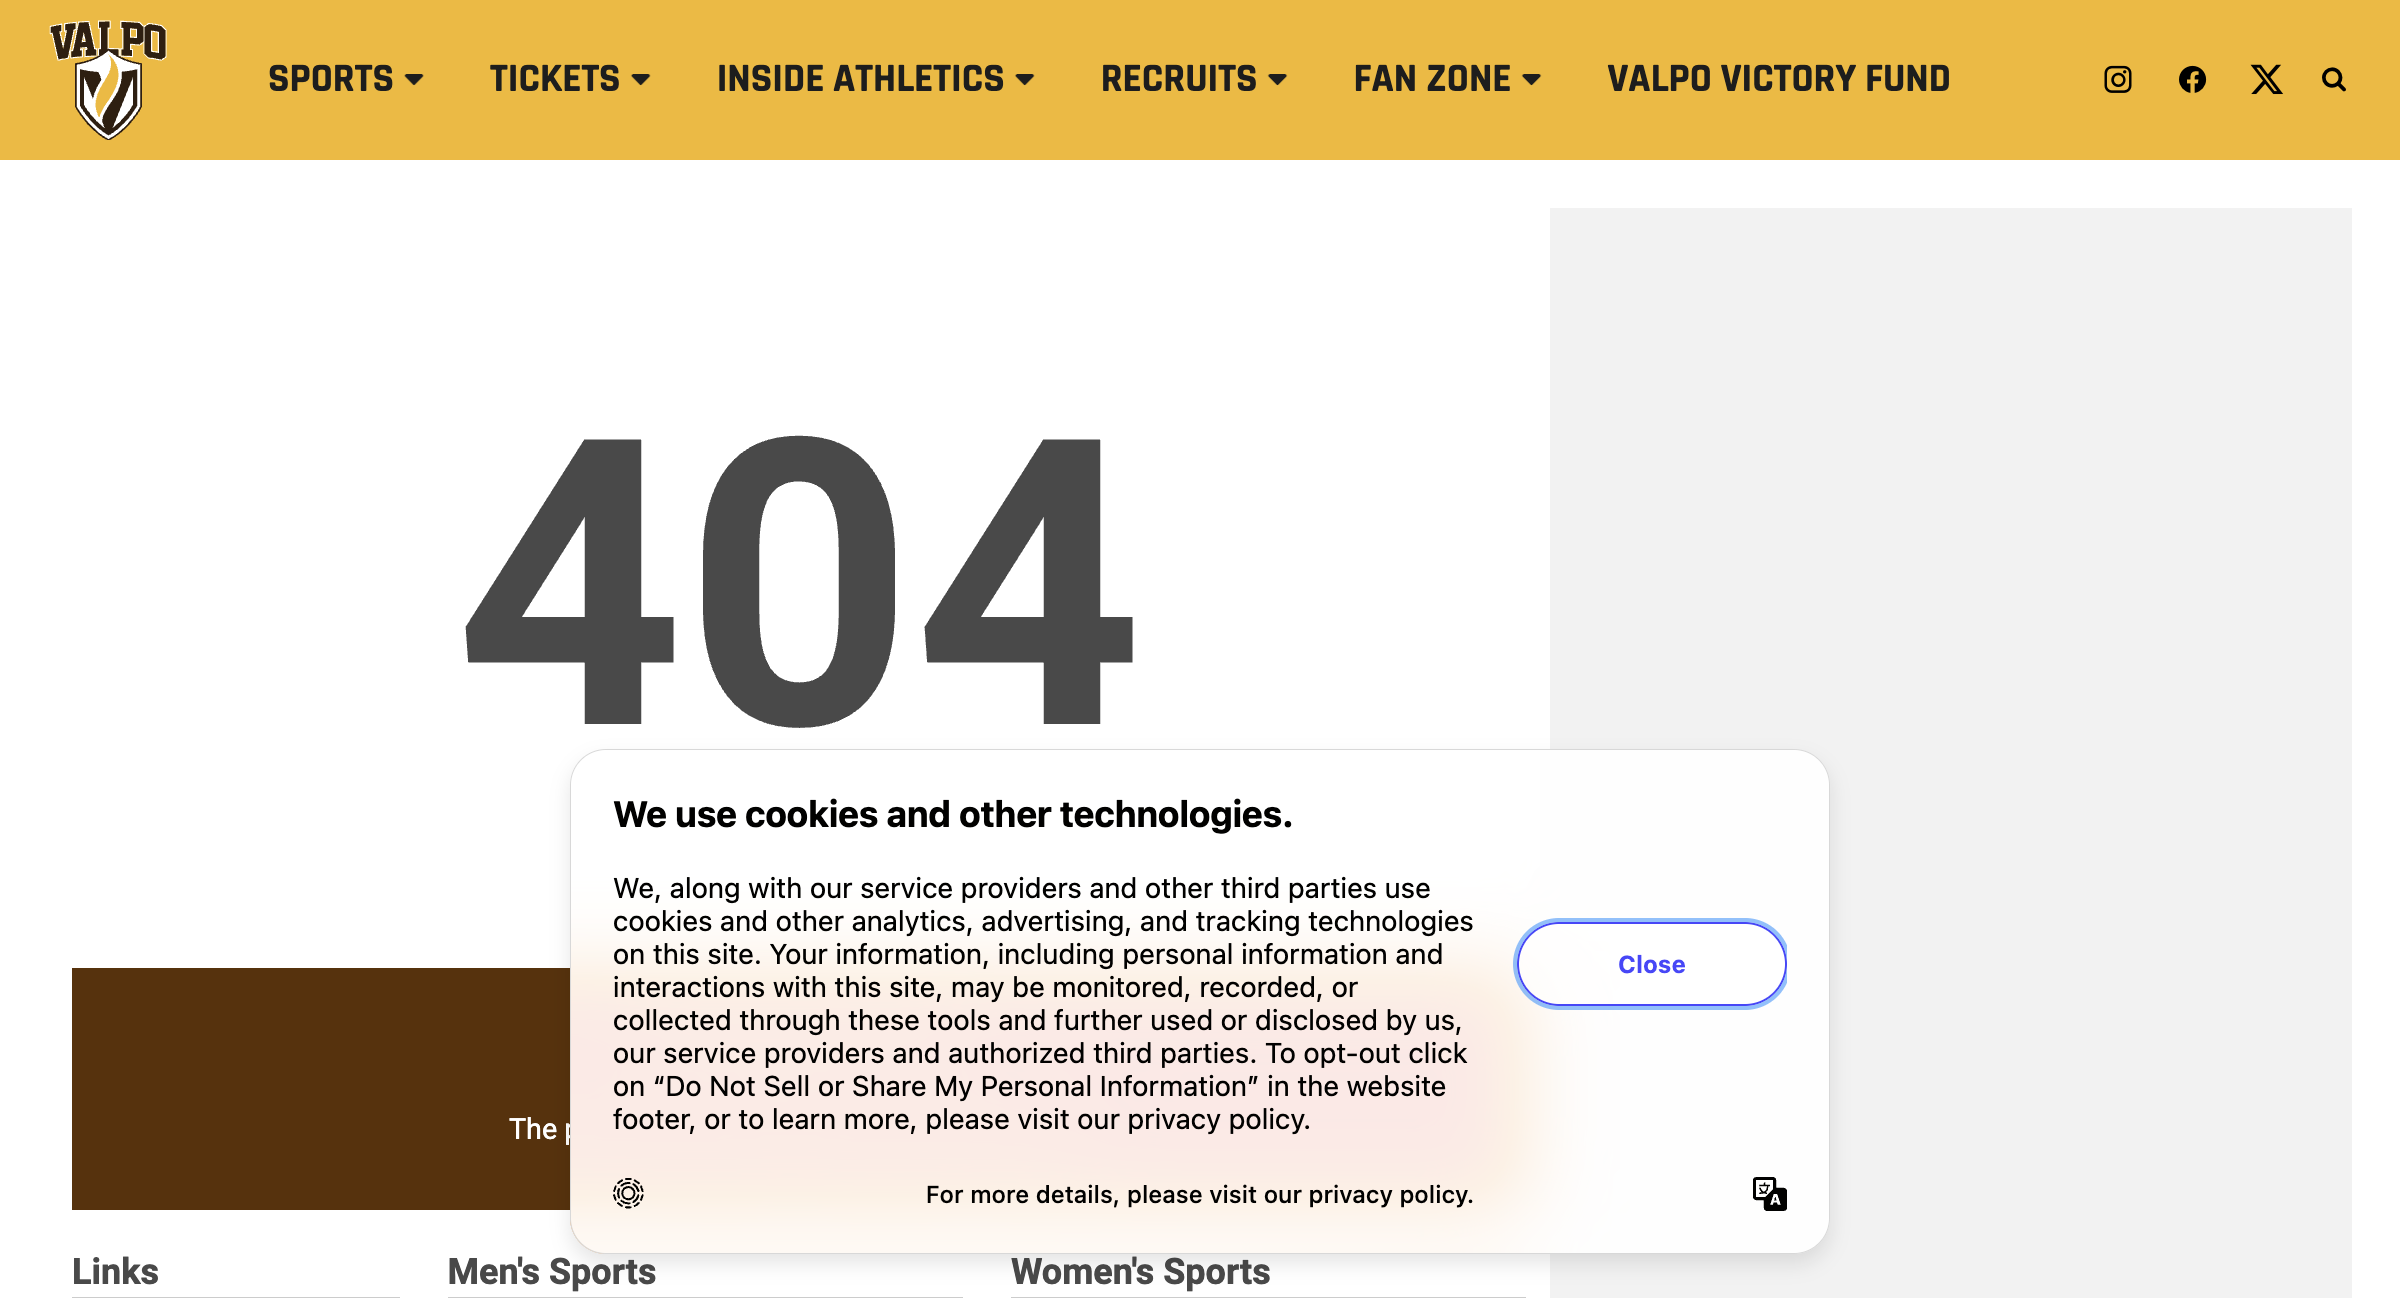 VALPO
SPORTS TICKETS INSIDE ATHLETICS RECRUITS FAN ZONE VALPO VICTORY FUND
404
We use cookies and other technologies.
We, along with our service providers and other third parties use
cookies and other analytics, advertising, and tracking technologies
on this site. Your information, including personal information and
interactions with this site, may be monitored, recorded, or
collected through these tools and further used or disclosed by us,
our service providers and authorized third parties. To opt-out click
on “Do Not Sell or Share My Personal Information” in the website
footer, or to learn more, please visit our privacy policy.
Close
The
For more details, please visit our privacy policy.
Links Men's Sports Women's Sports